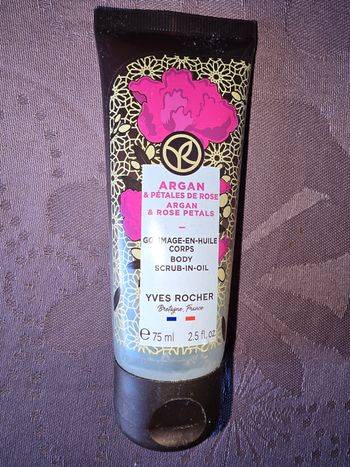 ARGAN
& PÉTALES DE ROSE
ARGAN
& ROSE PETALS
GOMMAGE-EN-HUILE
CORPS
BODY
SCRUB-IN-OIL
YVES ROCHER
Bretagne, France
e 75 ml 2.5 fl.oz